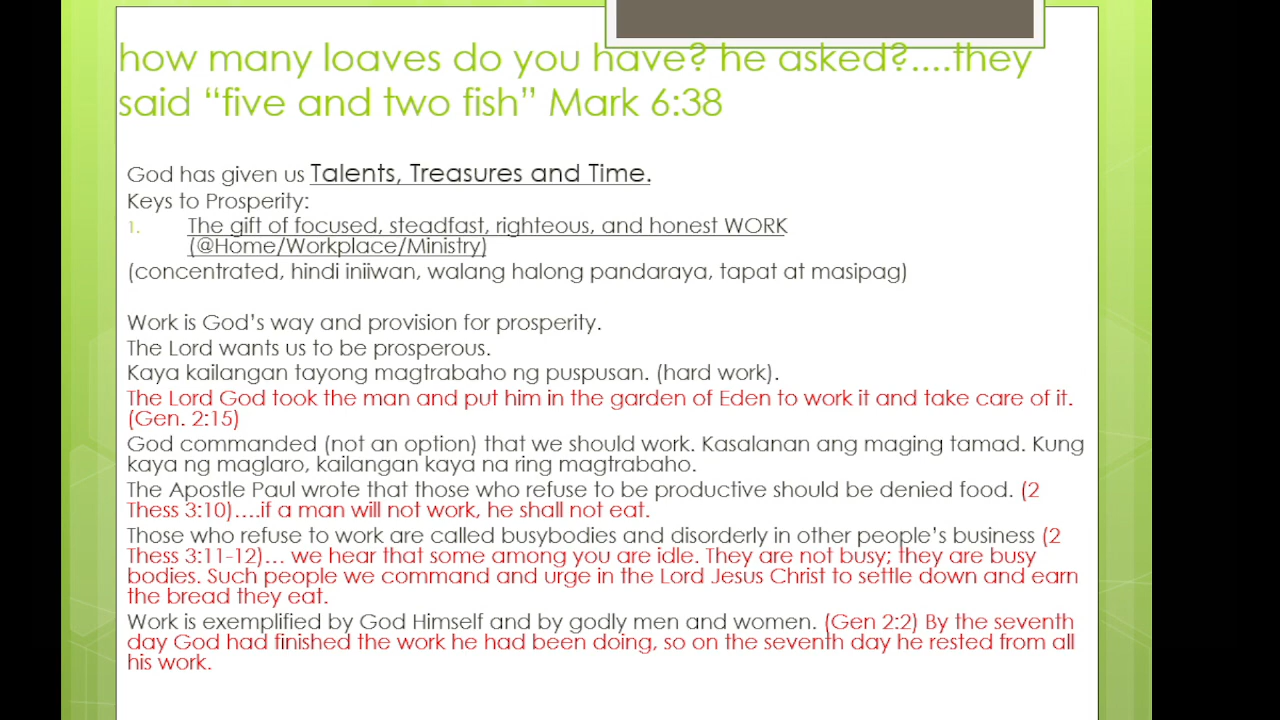 how many loaves do you have? he asked?....they
said “five and two fish” Mark 6:38
God has given us Talents, Treasures and Time.
Keys to Prosperity:
1. The gift of focused, steadfast, righteous, and honest WORK
(@Home/Workplace/Ministry)
(concentrated, hindi iniiwan, walang halong pandaraya, tapat at masipag)
Work is God’s way and provision for prosperity.
The Lord wants us to be prosperous.
Kaya kailangan tayong magtrabaho ng puspusan. (hard work).
The Lord God took the man and put him in the garden of Eden to work it and take care of it.
(Gen. 2:15)
God commanded (not an option) that we should work. Kasalanan ang maging tamad. Kung
kaya ng maglaro, kailangan kaya na ring magtrabaho.
The Apostle Paul wrote that those who refuse to be productive should be denied food. (2
Thess 3:10)….if a man will not work, he shall not eat.
Those who refuse to work are called busybodies and disorderly in other people’s business (2
Thess 3:11-12)… we hear that some among you are idle. They are not busy; they are busy
bodies. Such people we command and urge in the Lord Jesus Christ to settle down and earn
the bread they eat.
Work is exemplified by God Himself and by godly men and women. (Gen 2:2) By the seventh
day God had finished the work he had been doing, so on the seventh day he rested from all
his work.